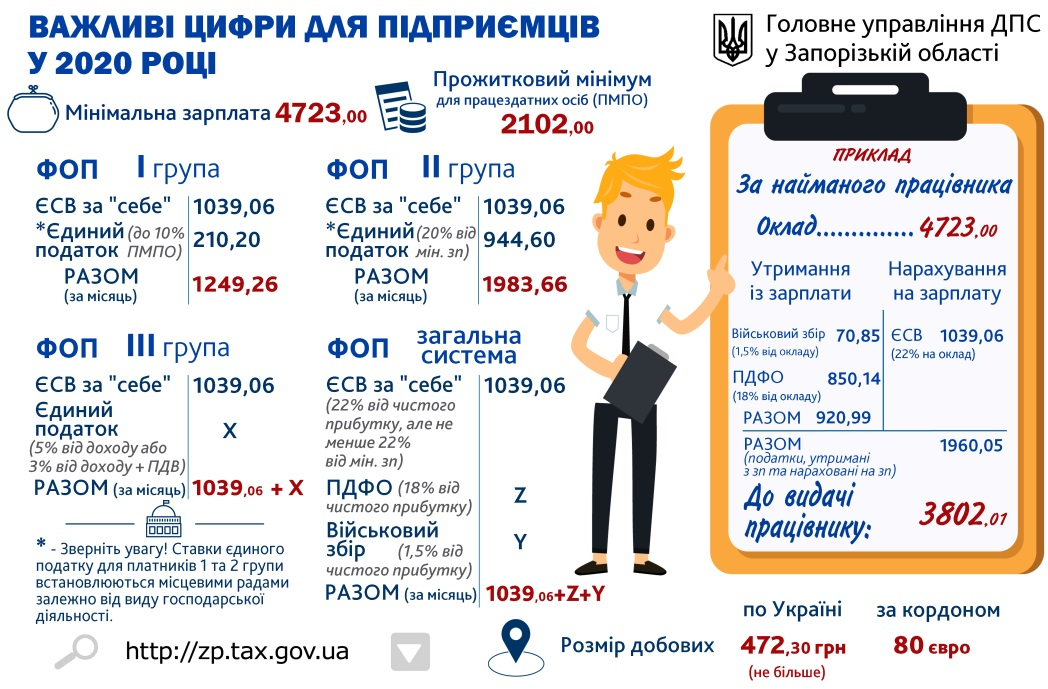 ВАЖЛИВІ ЦИФРИ ДЛЯ ПІДПРИЄМЦІВ
У 2020 РОЦІ
Головне управління ДПС
у Запорізькій області
Мінімальна зарплата 4723,00
Прожитковий мінімум
для працездатних осіб (ПМПО)
2102,00
ФОП I група
ЄСВ за "себе" 1039,06
*Єдиний (до 10%
податок ПМПО) 210,20
РАЗОМ
(за місяць) 1249,26
ФОП II група
ЄСВ за "себе" 1039,06
*Єдиний (20% від
податок мін. зп) 944,60
РАЗОМ
(за місяць) 1983,66
ФОП III група
ЄСВ за "себе" 1039,06
Єдиний
податок X
(5% від доходу або
3% від доходу + ПДВ)
РАЗОМ (за місяць) 1039,06 + X
* - Зверніть увагу! Ставки єдиного
податку для платників 1 та 2 групи
встановлюються місцевими радами
залежно від виду господарської
діяльності.
ФОП загальна
система
ЄСВ за "себе" 1039,06
(22% від чистого
прибутку, але не
менше 22%
від мін. зп)
ПДФО (18% від
чистого прибутку) Z
Військовий
збір (1,5% від Y
чистого прибутку)
РАЗОМ (за місяць) 1039,06+Z+Y
ПРИКЛАД
За найманого працівника
Оклад.............. 4723,00
Утримання
із зарплати
Військовий збір 70,85
(1,5% від окладу)
ПДФО 850,14
(18% від окладу)
РАЗОМ 920,99
Нарахування
на зарплату
ЄСВ 1039,06
(22% на оклад)
РАЗОМ 1960,05
(податки, утримані
з зп та нараховані на зп)
До видачі
працівнику: 3802,01
http://zp.tax.gov.ua
Розмір добових
по Україні
472,30 грн
(не більше)
за кордоном
80 євро